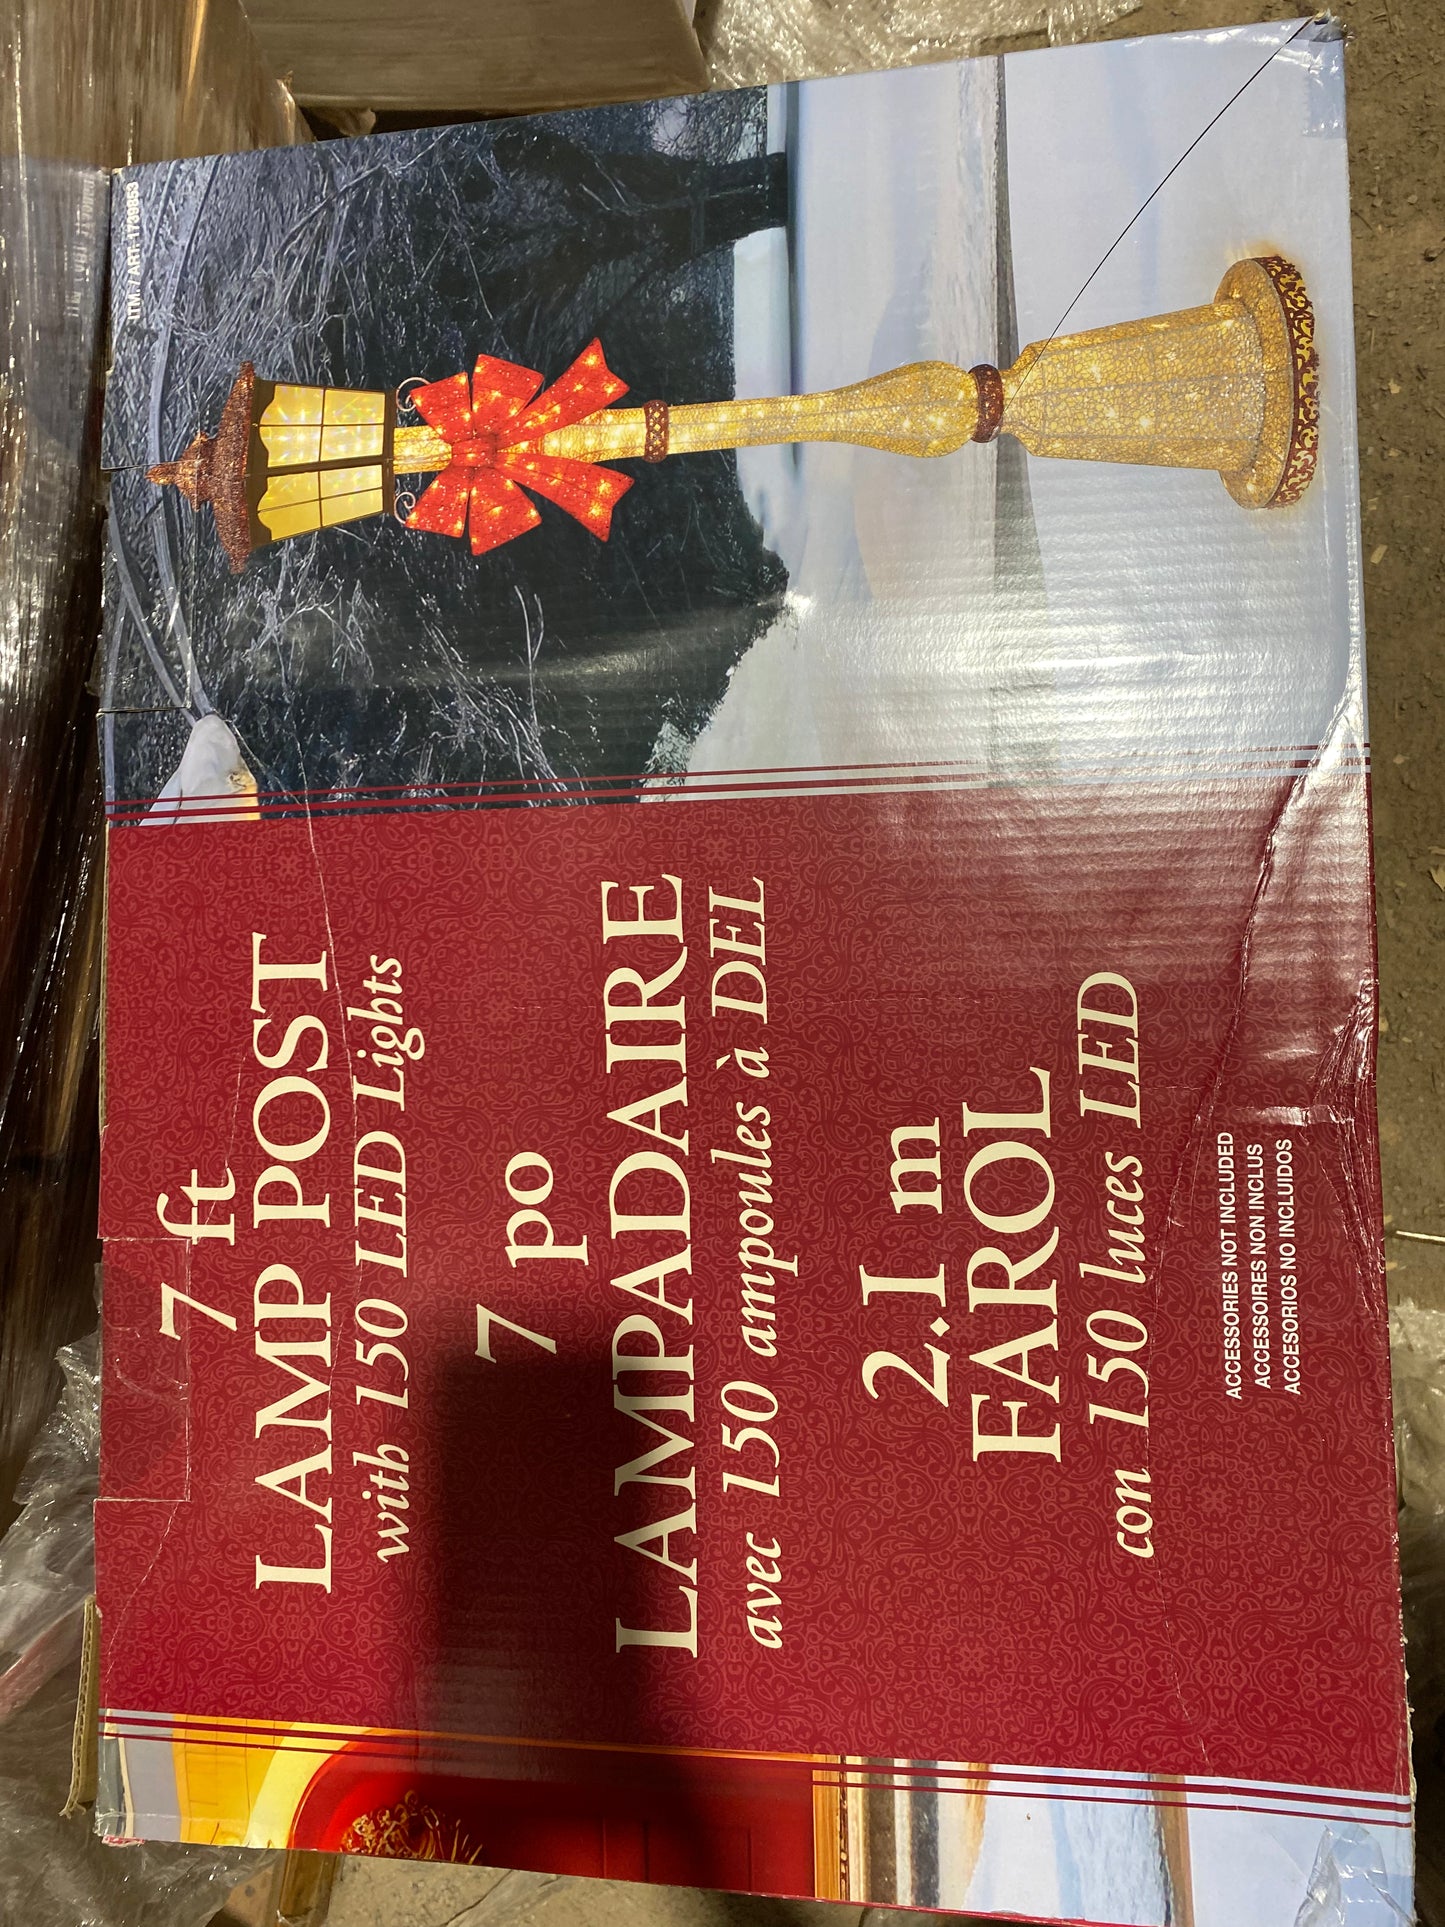 ITM. / ART. 1739853
7 ft
LAMP POST
with 150 LED Lights
7 po
LAMPADAIRE
avec 150 ampoules à DEL
2.1 m
FAROL
con 150 luces LED
ACCESSORIES NOT INCLUDED
ACCESSOIRES NON INCLUS
ACCESORIOS NO INCLUIDOS